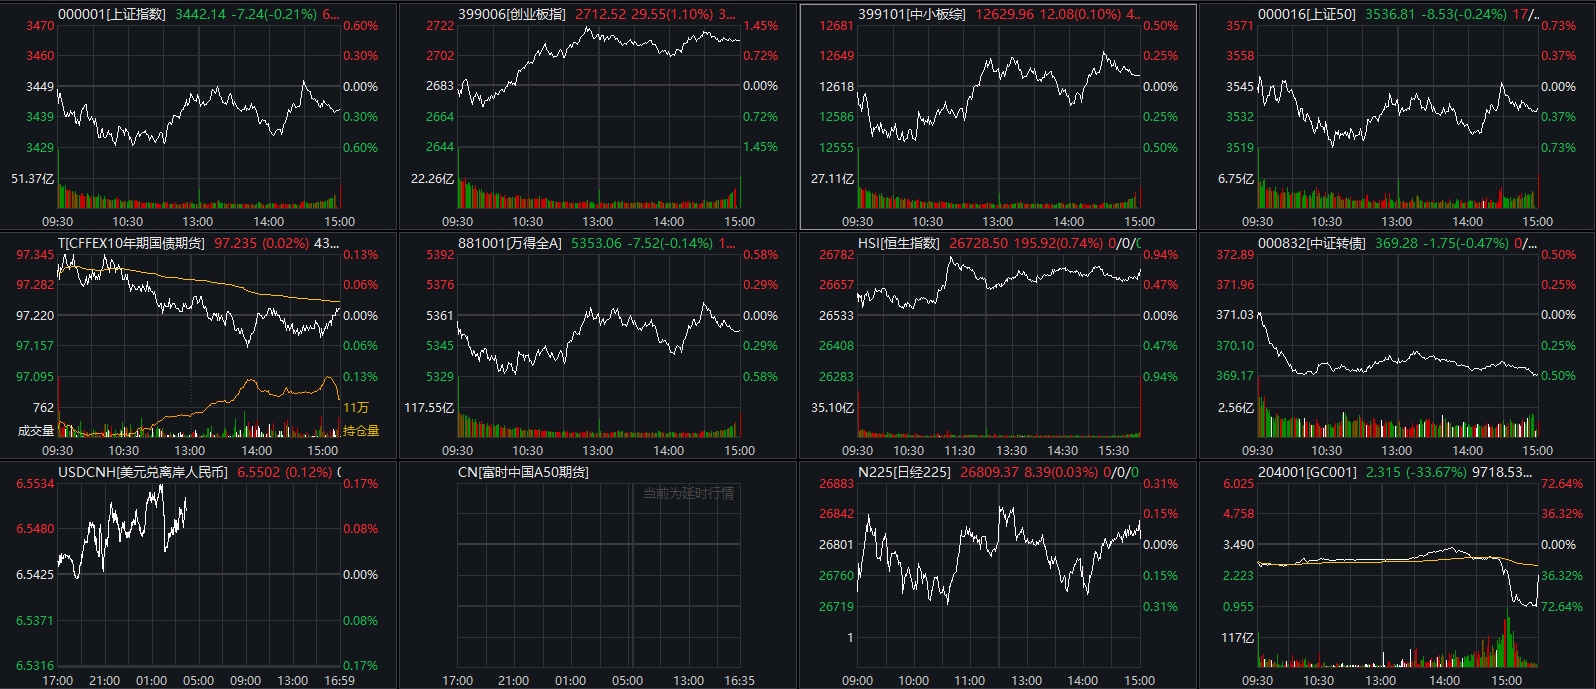 000001[上证指数] 3442.14 -7.24(-0.21%) 6...
3470 0.60%
3460 0.30%
3449 0.00%
3439 0.30%
3429 0.60%
51.37亿
09:30 10:30 13:00 14:00 15:00
399006[创业板指] 2712.52 29.55(1.10%) 3...
2722 1.45%
2702 0.72%
2683 0.00%
2664 0.72%
2644 1.45%
22.26亿
09:30 10:30 13:00 14:00 15:00
399101[中小板综] 12629.96 12.08(0.10%) 4..
12681 0.50%
12649 0.25%
12618 0.00%
12586 0.25%
12555 0.50%
27.11亿
09:30 10:30 13:00 14:00 15:00
000016[上证50] 3536.81 -8.53(-0.24%) 17/..
3571 0.73%
3558 0.37%
3545 0.00%
3532 0.37%
3519 0.73%
6.75亿
09:30 10:30 13:00 14:00 15:00
T[CFFEX10年期国债期货] 97.235 (0.02%) 43...
97.345 0.13%
97.282 0.06%
97.220 0.00%
97.157 0.06%
97.095 0.13%
762 11万
成交量 持仓量
09:30 10:30 13:00 14:00 15:00
881001[万得全A] 5353.06 -7.52(-0.14%) 1...
5392 0.58%
5376 0.29%
5361 0.00%
5345 0.29%
5329 0.58%
117.55亿
09:30 10:30 13:00 14:00 15:00
HSI[恒生指数] 26728.50 195.92(0.74%) 0/0/0
26782 0.94%
26657 0.47%
26533 0.00%
26408 0.47%
26283 0.94%
35.10亿
09:30 10:30 11:30 13:30 14:30 15:30
000832[中证转债] 369.28 -1.75(-0.47%) 0/...
372.89 0.50%
371.96 0.25%
371.03 0.00%
370.10 0.25%
369.17 0.50%
2.56亿
09:30 10:30 13:00 14:00 15:00
USDCNH[美元兑离岸人民币] 6.5502 (0.12%) 0
6.5534 0.17%
6.5480 0.08%
6.5425 0.00%
6.5371 0.08%
6.5316 0.17%
17:00 21:00 01:00 05:00 09:00 13:00 16:59
CN[富时中国A50期货]
当前为延时行情
17:00 21:00 01:00 05:00 13:00 16:35
N225[日经225] 26809.37 8.39(0.03%) 0/0/0
26883 0.31%
26842 0.15%
26801 0.00%
26760 0.15%
26719 0.31%
1
09:00 10:00 11:00 13:00 14:00 15:00
204001[GC001] 2.315 (-33.67%) 9718.53...
6.025 72.64%
4.758 36.32%
3.490 0.00%
2.223 36.32%
0.955 72.64%
117亿
09:30 10:30 13:00 14:00 15:00